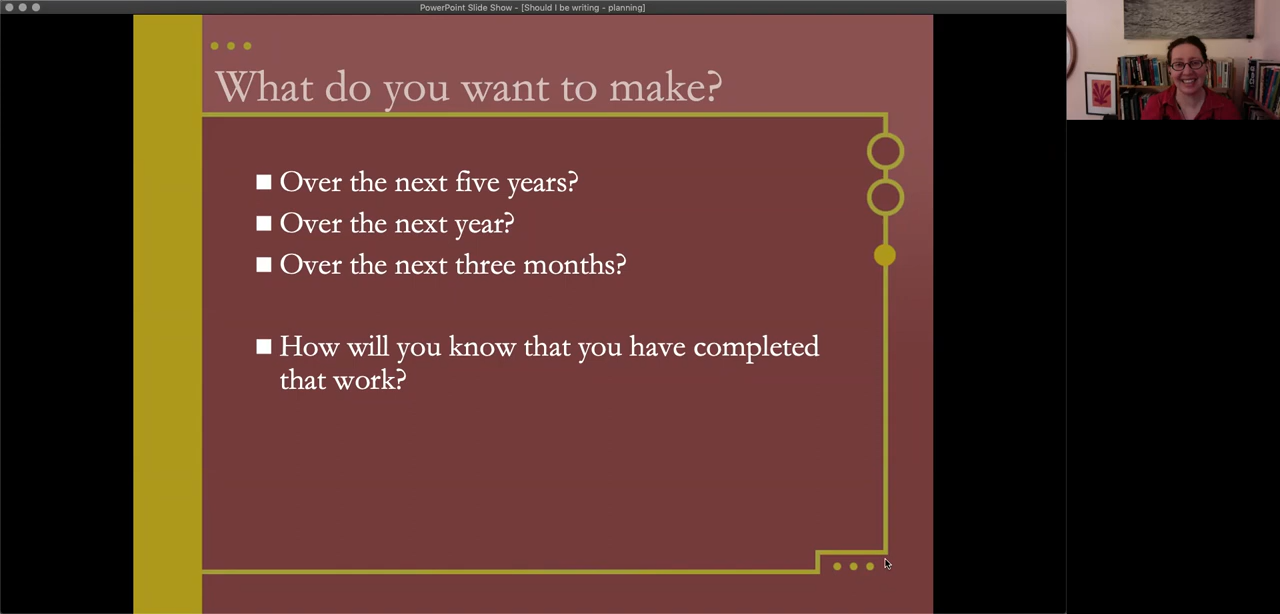 PowerPoint Slide Show - [Should I be writing - planning]
What do you want to make?
Over the next five years?
Over the next year?
Over the next three months?
How will you know that you have completed
that work?